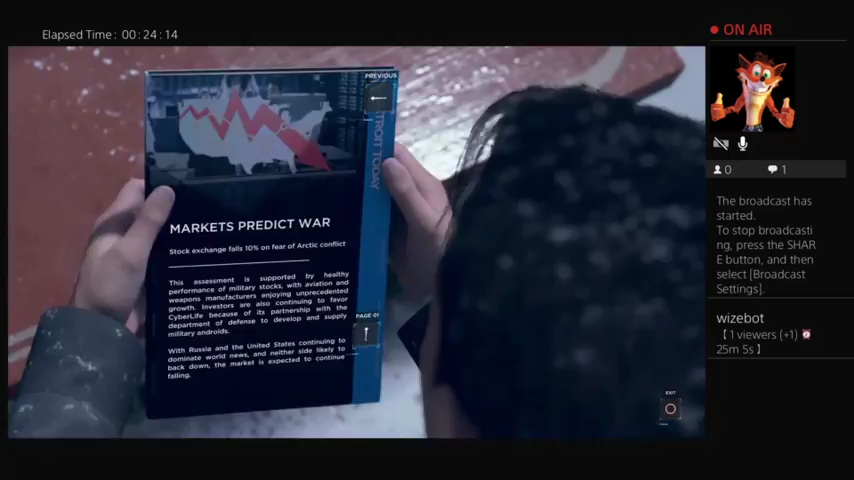 Elapsed Time: 00:24:14
ON AIR
0
1
The broadcast has
started.
To stop broadcasti
ng, press the SHAR
E button, and then
select [Broadcast
Settings].
wizebot
【 1 viewers (+1) ⏰
25m 5s 】
PREVIOUS
TROIT TODAY
MARKETS PREDICT WAR
Stock exchange falls 10% on fear of Arctic conflict
This assessment is supported by healthy
performance of military stocks, with aviation and
weapons manufacturers enjoying unprecedented
growth. Investors are also continuing to favor
CyberLife because of its partnership with the
department of defense to develop and supply
military androids.
With Russia and the United States continuing to
dominate world news, and neither side likely to
back down, the market is expected to continue
falling.
PAGE 01
EXIT